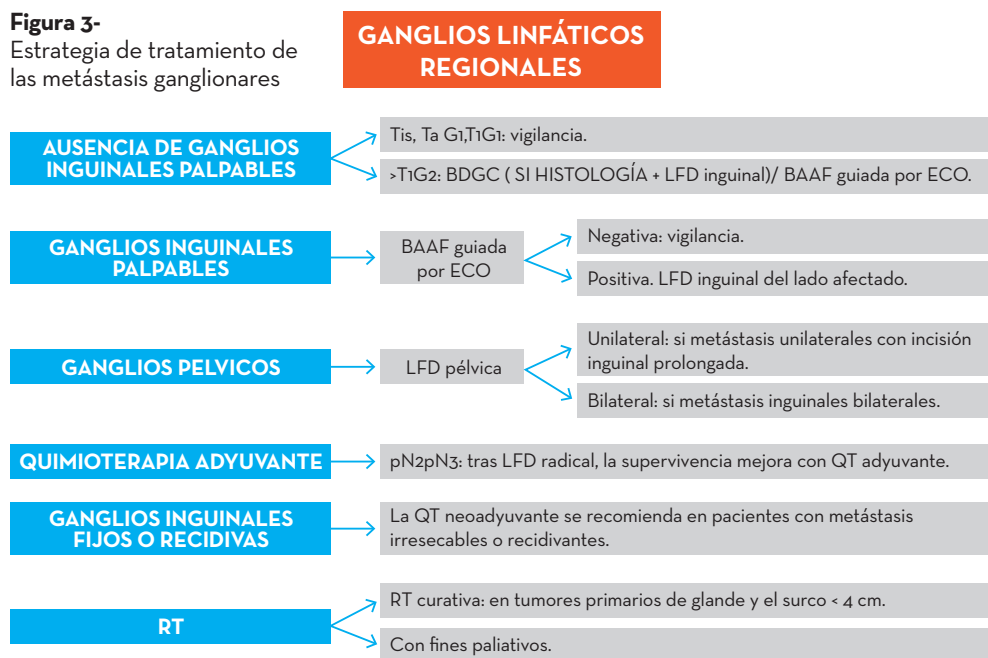 Figura 3-
Estrategia de tratamiento de
las metástasis ganglionares
GANGLIOS LINFÁTICOS
REGIONALES
AUSENCIA DE GANGLIOS
INGUINALES PALPABLES
Tis, Ta G1,T1G1: vigilancia.
>T1G2: BDGC ( SI HISTOLOGÍA + LFD inguinal)/ BAAF guiada por ECO.
GANGLIOS INGUINALES
PALPABLES
BAAF guiada
por ECO
Negativa: vigilancia.
Positiva. LFD inguinal del lado afectado.
GANGLIOS PELVICOS
LFD pélvica
Unilateral: si metástasis unilaterales con incisión
inguinal prolongada.
Bilateral: si metástasis inguinales bilaterales.
QUIMIOTERAPIA ADYUVANTE
pN2pN3: tras LFD radical, la supervivencia mejora con QT adyuvante.
GANGLIOS INGUINALES
FIJOS O RECIDIVAS
La QT neoadyuvante se recomienda en pacientes con metástasis
irresecables o recidivantes.
RT
RT curativa: en tumores primarios de glande y el surco < 4 cm.
Con fines paliativos.